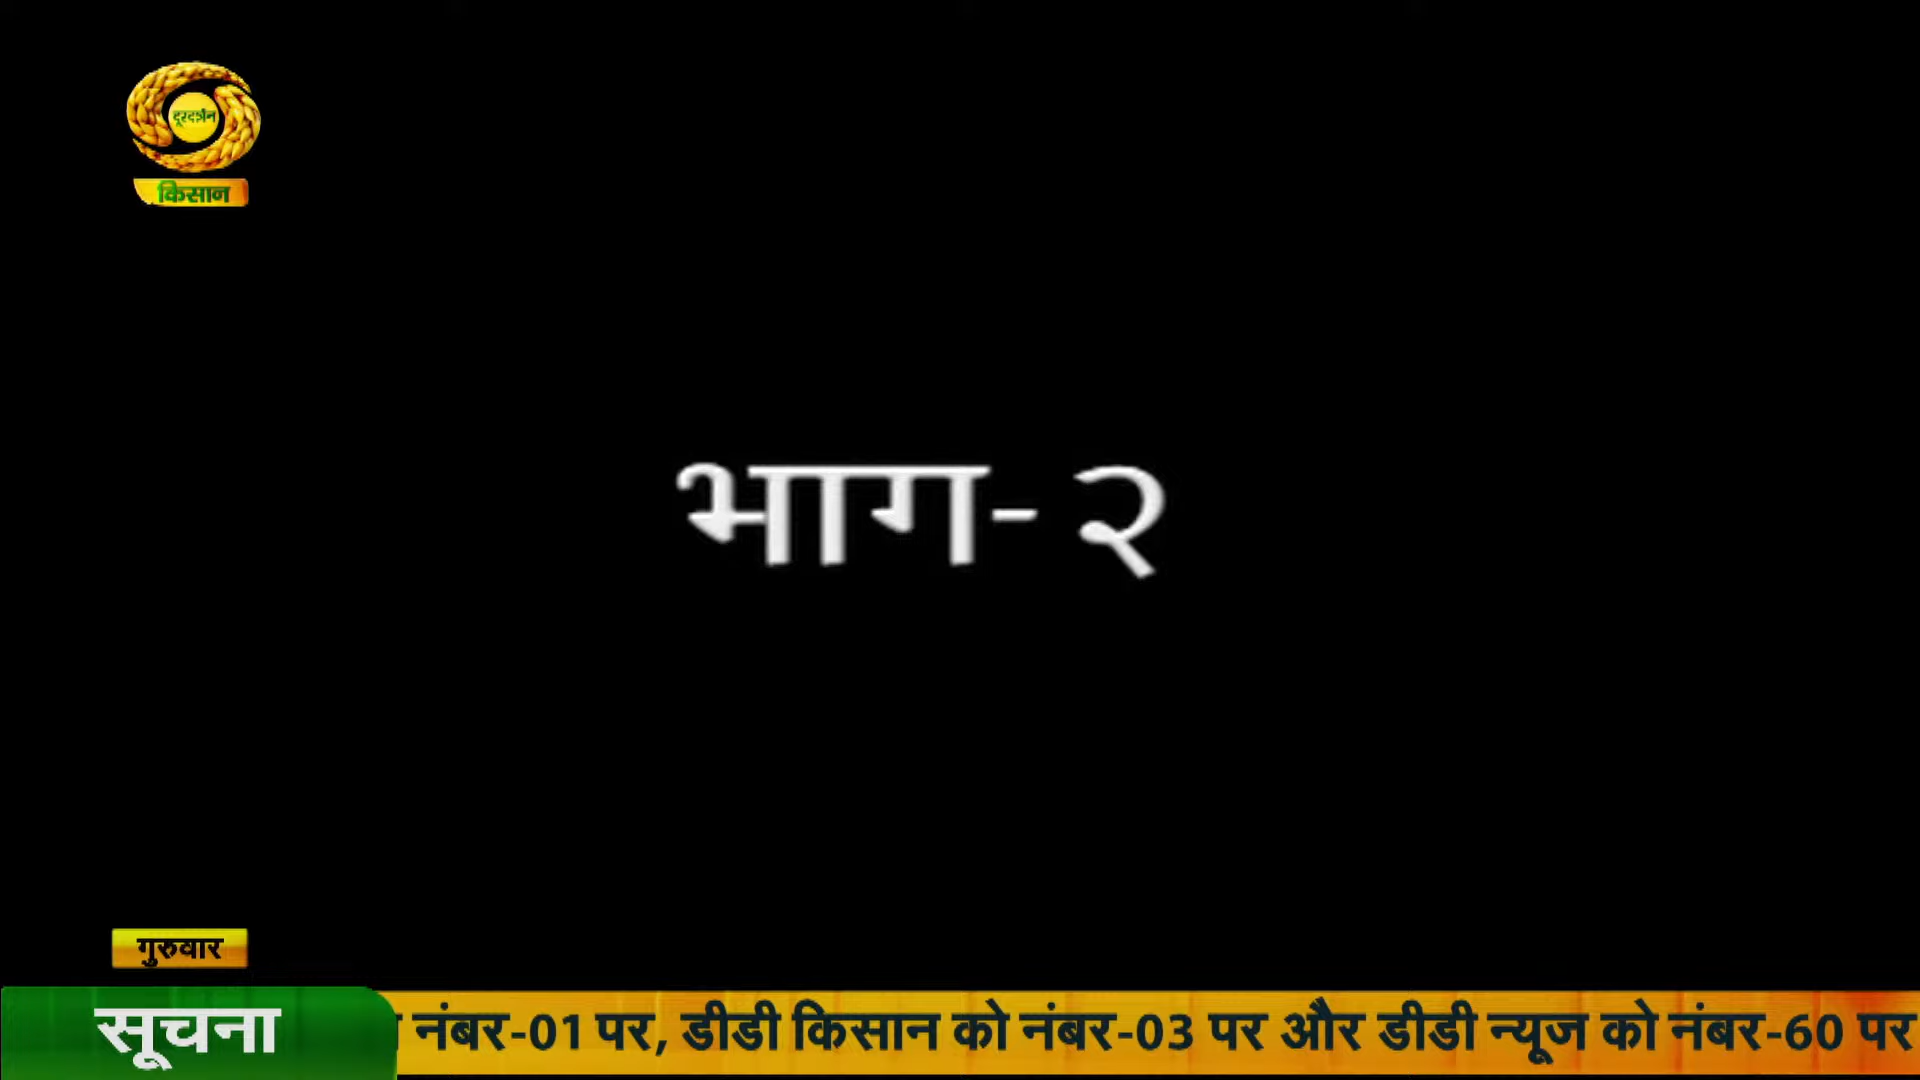 दूरदर्शन
किसान
भाग- २
गुरुवार
सूचना
नंबर-01 पर, डीडी किसान को नंबर-03 पर और डीडी न्यूज को नंबर-60 पर